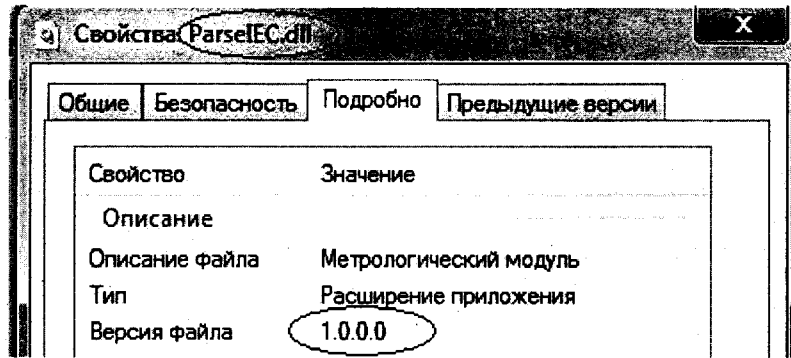 Свойства: ParseIEC.dll
Общие Безопасность Подробно Предыдущие версии
Свойство Значение
Описание
Описание файла Метрологический модуль
Тип Расширение приложения
Версия файла 1.0.0.0